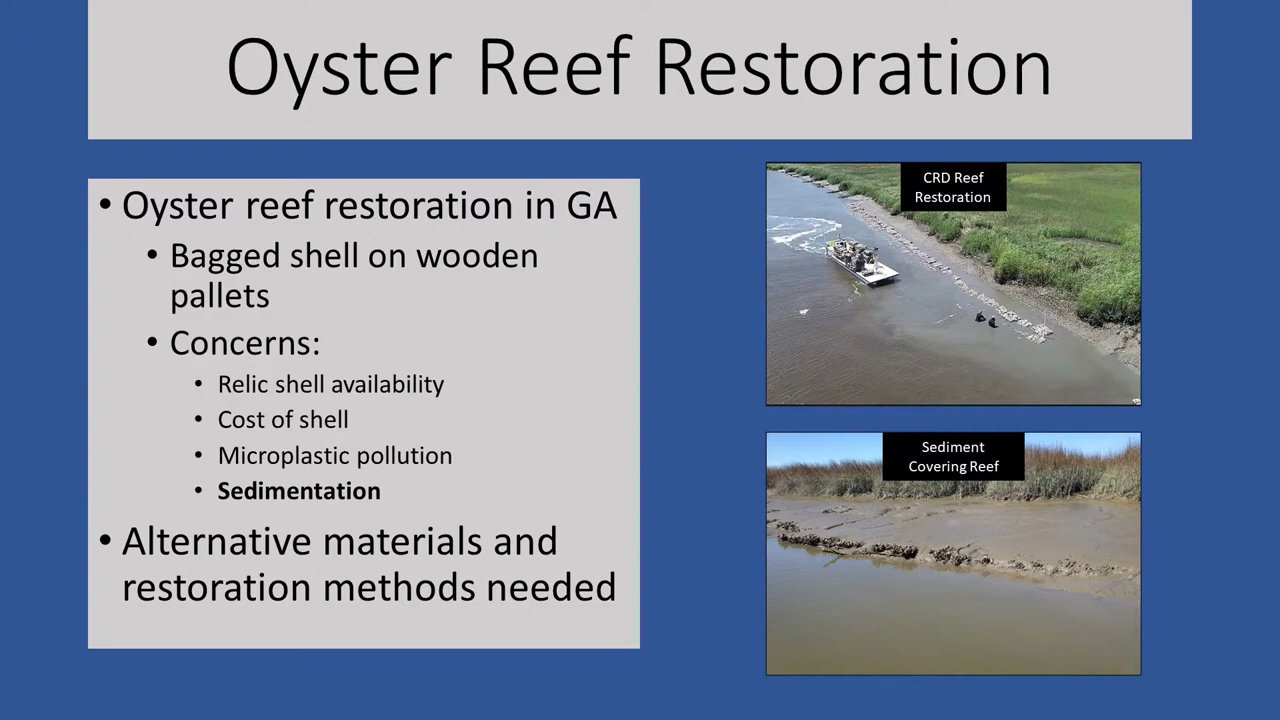 Oyster Reef Restoration
• Oyster reef restoration in GA
• Bagged shell on wooden
pallets
• Concerns:
• Relic shell availability
• Cost of shell
• Microplastic pollution
• Sedimentation
• Alternative materials and
restoration methods needed
CRD Reef
Restoration
Sediment
Covering Reef